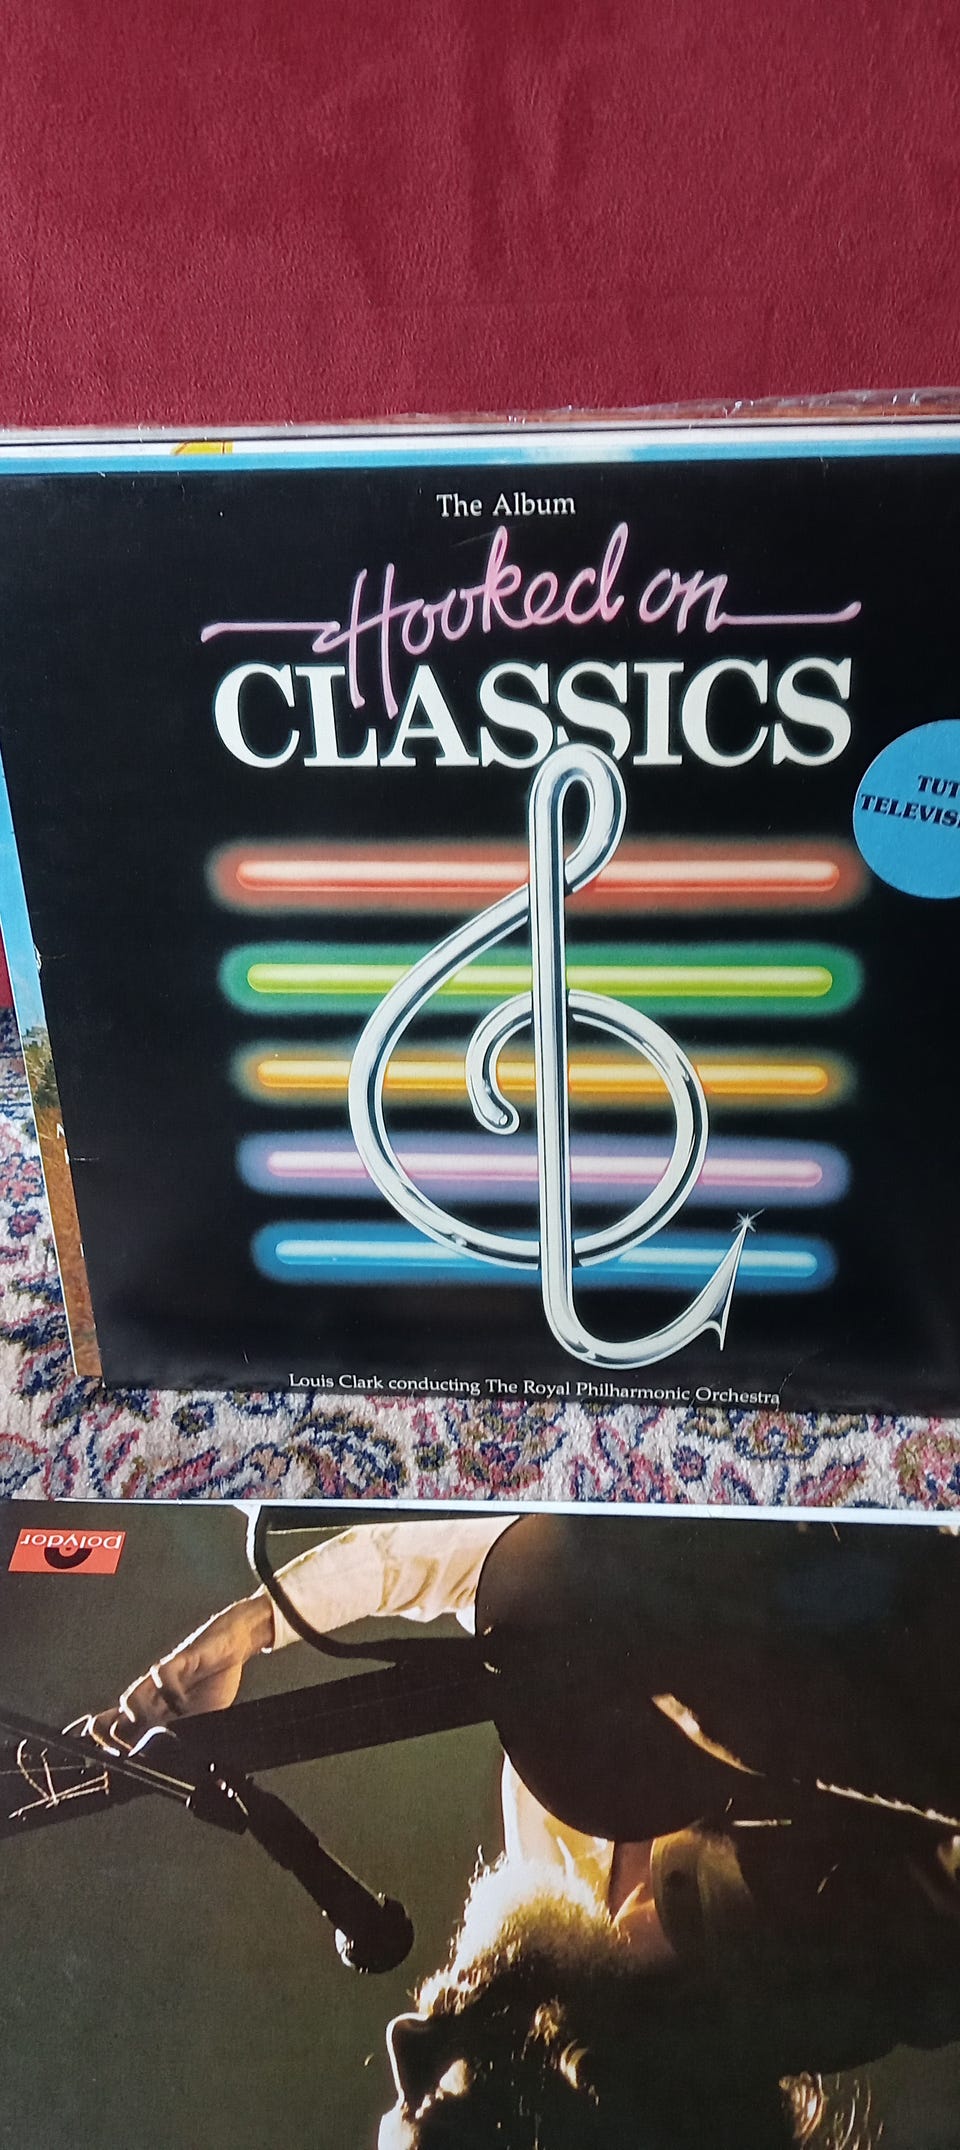 The Album
Hooked on
CLASSICS
TUT
TELEVIS
Louis Clark conducting The Royal Philharmonic Orchestra
polydor